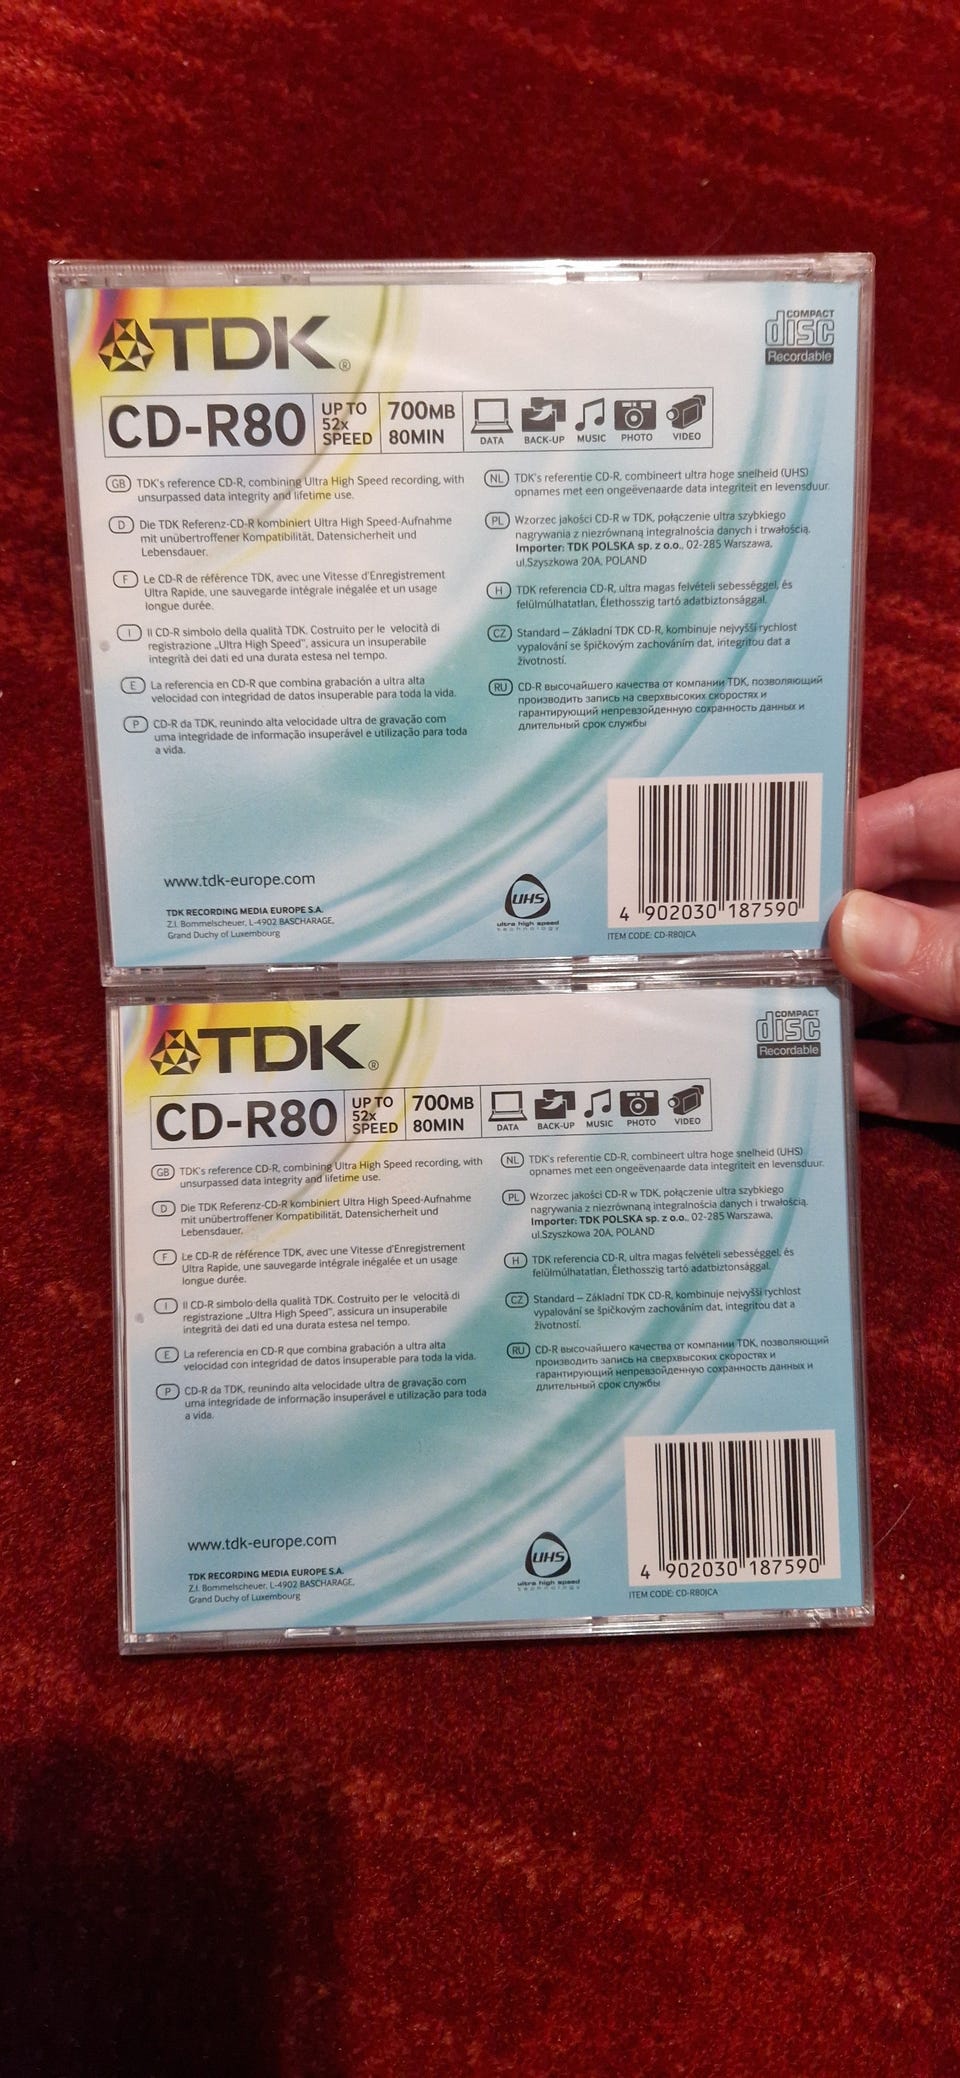 TDK®
COMPACT
disc
Recordable
CD-R80
UP TO
52x
SPEED
700MB
80MIN
DATA
BACK-UP
MUSIC
PHOTO
VIDEO
GB TDK's reference CD-R, combining Ultra High Speed recording, with
unsurpassed data integrity and lifetime use.
D Die TDK Referenz-CD-R kombiniert Ultra High Speed-Aufnahme
mit unübertroffener Kompatibilität, Datensicherheit und
Lebensdauer.
F Le CD-R de référence TDK, avec une Vitesse d'Enregistrement
Ultra Rapide, une sauvegarde intégrale inégalée et un usage
longue durée.
I Il CD-R simbolo della qualità TDK. Costruito per le velocità di
registrazione „Ultra High Speed", assicura un insuperabile
integrità dei dati ed una durata estesa nel tempo.
E La referencia en CD-R que combina grabación a ultra alta
velocidad con integridad de datos insuperable para toda la vida.
P CD-R da TDK, reunindo alta velocidade ultra de gravação com
uma integridade de informação insuperável e utilização para toda
a vida.
NL TDK's referentie CD-R, combineert ultra hoge snelheid (UHS)
opnames met een ongeëvenaarde data integriteit en levensduur.
PL Wzorzec jakości CD-R w TDK, połączenie ultra szybkiego
nagrywania z niezrównaną integralnością danych i trwałością.
Importer: TDK POLSKA sp. z o.o., 02-285 Warszawa,
ul.Szyszkowa 20A, POLAND
H TDK referencia CD-R, ultra magas felvételi sebességgel, és
felülmúlhatatlan, Élethosszig tartó adatbiztonsággal.
CZ Standard – Základní TDK CD-R, kombinuje nejvyšší rychlost
vypalování se špičkovým zachováním dat, integritou dat a
životností.
RU CD-R высочайшего качества от компании TDK, позволяющий
производить запись на сверхвысоких скоростях и
гарантирующий непревзойденную сохранность данных и
длительный срок службы
www.tdk-europe.com
TDK RECORDING MEDIA EUROPE S.A.
Z.I. Bommelscheuer, L-4902 BASCHARAGE,
Grand Duchy of Luxembourg
UHS
ultra high speed
technology
4 902030 187590
ITEM CODE: CD-R80JCA
TDK®
COMPACT
disc
Recordable
CD-R80
UP TO
52x
SPEED
700MB
80MIN
DATA
BACK-UP
MUSIC
PHOTO
VIDEO
GB TDK's reference CD-R, combining Ultra High Speed recording, with
unsurpassed data integrity and lifetime use.
D Die TDK Referenz-CD-R kombiniert Ultra High Speed-Aufnahme
mit unübertroffener Kompatibilität, Datensicherheit und
Lebensdauer.
F Le CD-R de référence TDK, avec une Vitesse d'Enregistrement
Ultra Rapide, une sauvegarde intégrale inégalée et un usage
longue durée.
I Il CD-R simbolo della qualità TDK. Costruito per le velocità di
registrazione „Ultra High Speed", assicura un insuperabile
integrità dei dati ed una durata estesa nel tempo.
E La referencia en CD-R que combina grabación a ultra alta
velocidad con integridad de datos insuperable para toda la vida.
P CD-R da TDK, reunindo alta velocidade ultra de gravação com
uma integridade de informação insuperável e utilização para toda
a vida.
NL TDK's referentie CD-R, combineert ultra hoge snelheid (UHS)
opnames met een ongeëvenaarde data integriteit en levensduur.
PL Wzorzec jakości CD-R w TDK, połączenie ultra szybkiego
nagrywania z niezrównaną integralnością danych i trwałością.
Importer: TDK POLSKA sp. z o.o., 02-285 Warszawa,
ul.Szyszkowa 20A, POLAND
H TDK referencia CD-R, ultra magas felvételi sebességgel, és
felülmúlhatatlan, Élethosszig tartó adatbiztonsággal.
CZ Standard – Základní TDK CD-R, kombinuje nejvyšší rychlost
vypalování se špičkovým zachováním dat, integritou dat a
životností.
RU CD-R высочайшего качества от компании TDK, позволяющий
производить запись на сверхвысоких скоростях и
гарантирующий непревзойденную сохранность данных и
длительный срок службы
www.tdk-europe.com
TDK RECORDING MEDIA EUROPE S.A.
Z.I. Bommelscheuer, L-4902 BASCHARAGE,
Grand Duchy of Luxembourg
UHS
ultra high speed
technology
4 902030 187590
ITEM CODE: CD-R80JCA